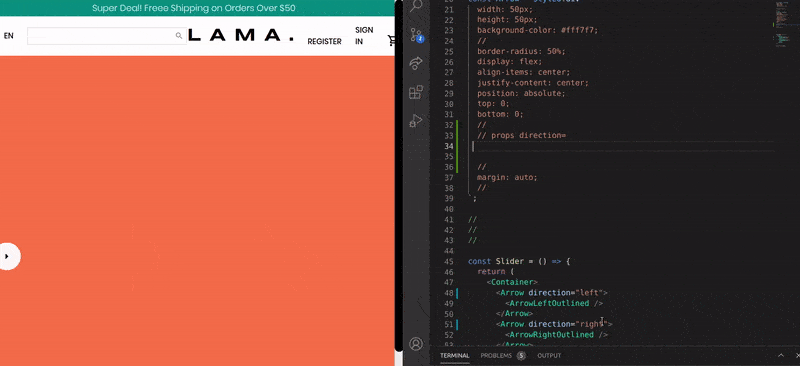 Super Deal! Freee Shipping on Orders Over $50
EN
LAMA.
REGISTER
SIGN
IN
21 width: 50px;
22 height: 50px;
23 background-color: #fff7f7;
24 //
25 border-radius: 50%;
26 display: flex;
27 align-items: center;
28 justify-content: center;
29 position: absolute;
30 top: 0;
31 bottom: 0;
32 //
33 // props direction=
34
35
36 //
37 margin: auto;
38 //
39 `;
40
41 //
42 //
43 //
44
45 const Slider = () => {
46 return (
47 <Container>
48 <Arrow direction="left">
49 <ArrowLeftOutlined />
50 </Arrow>
51 <Arrow direction="right">
52 <ArrowRightOutlined />
53 </Arrow>
TERMINAL PROBLEMS 5 OUTPUT